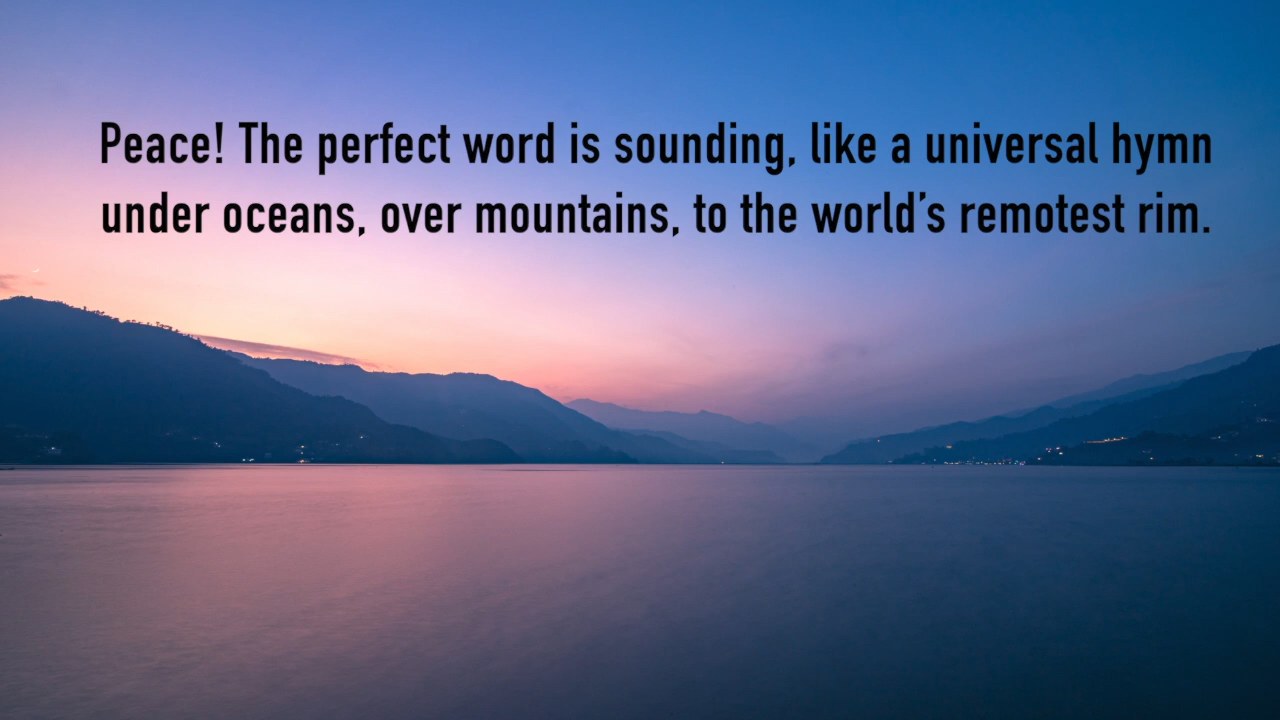 Peace! The perfect word is sounding, like a universal hymn
under oceans, over mountains, to the world’s remotest rim.